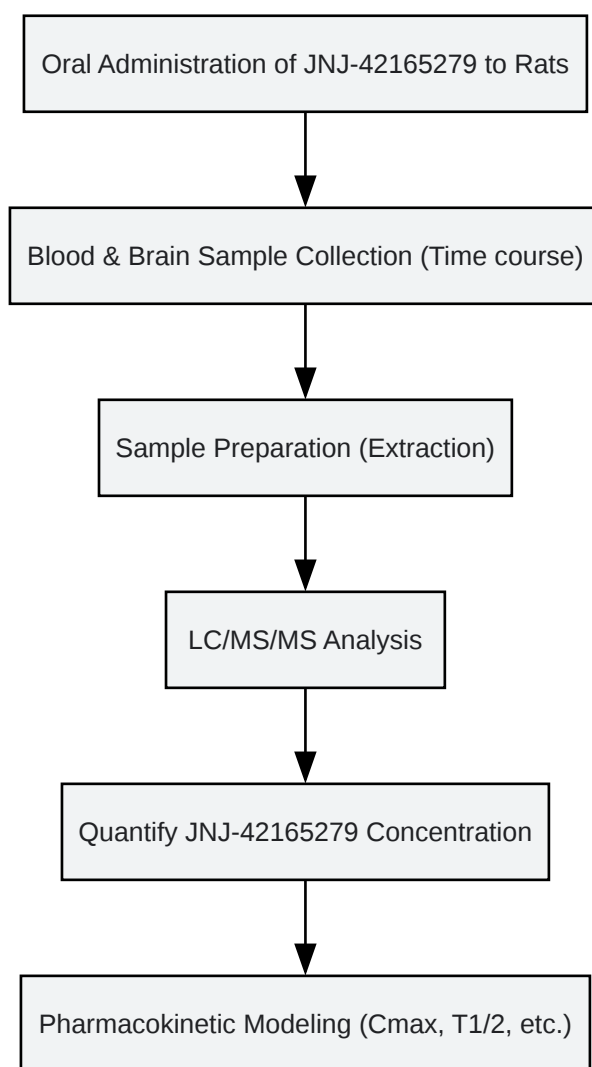 Oral Administration of JNJ-42165279 to Rats
Blood & Brain Sample Collection (Time course)
Sample Preparation (Extraction)
LC/MS/MS Analysis
Quantify JNJ-42165279 Concentration
Pharmacokinetic Modeling (Cmax, T1/2, etc.)